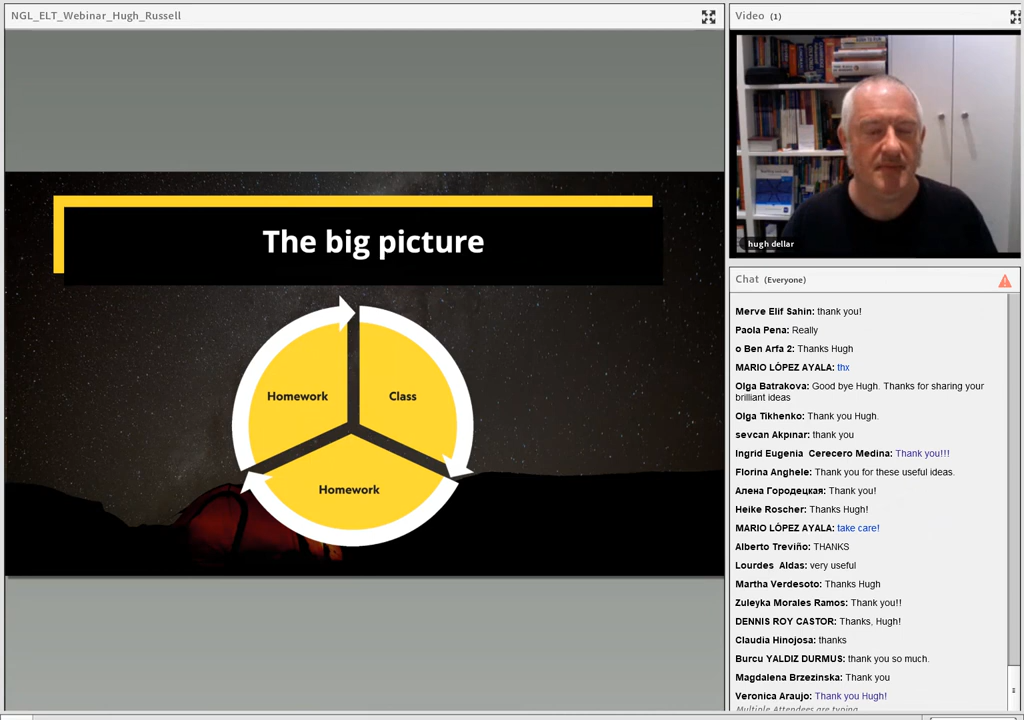 NGL_ELT_Webinar_Hugh_Russell
The big picture
Homework
Class
Homework
Video (1)
hugh dellar
Chat (Everyone)
Merve Elif Sahin: thank you!
Paola Pena: Really
o Ben Arfa 2: Thanks Hugh
MARIO LÓPEZ AYALA: thx
Olga Batrakova: Good bye Hugh. Thanks for sharing your
brilliant ideas
Olga Tikhenko: Thank you Hugh.
sevcan Akpınar: thank you
Ingrid Eugenia Cerecero Medina: Thank you!!!
Florina Anghele: Thank you for these useful ideas.
Алена Городецкая: Thank you!
Heike Roscher: Thanks Hugh!
MARIO LÓPEZ AYALA: take care!
Alberto Treviño: THANKS
Lourdes Aldas: very useful
Martha Verdesoto: Thanks Hugh
Zuleyka Morales Ramos: Thank you!!
DENNIS ROY CASTOR: Thanks, Hugh!
Claudia Hinojosa: thanks
Burcu YALDIZ DURMUS: thank you so much.
Magdalena Brzezinska: Thank you
Veronica Araujo: Thank you Hugh!
Multiple Attendees are typing